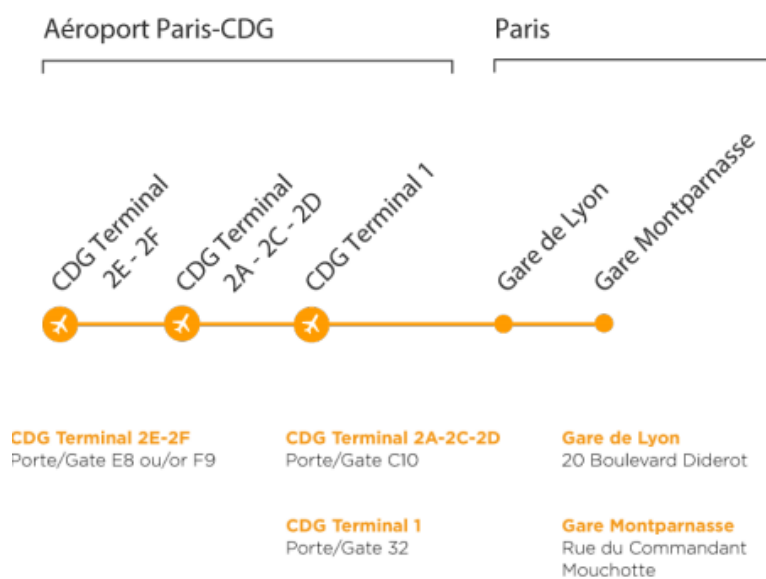 Aéroport Paris-CDG
Paris
CDG Terminal
2E - 2F
CDG Terminal
2A - 2C - 2D
CDG Terminal 1
Gare de Lyon
Gare Montparnasse
CDG Terminal 2E-2F
Porte/Gate E8 ou/or F9
CDG Terminal 2A-2C-2D
Porte/Gate C10
CDG Terminal 1
Porte/Gate 32
Gare de Lyon
20 Boulevard Diderot
Gare Montparnasse
Rue du Commandant
Mouchotte